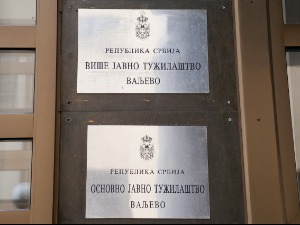 РЕПУБЛИКА СРБИЈА
ВИШЕ ЈАВНО ТУЖИЛАШТВО
ВАЉЕВО
РЕПУБЛИКА СРБИЈА
ОСНОВНО ЈАВНО ТУЖИЛАШТВО
ВАЉЕВО